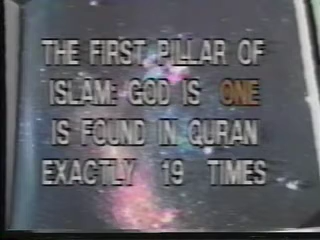 THE FIRST PILLAR OF
ISLAM: GOD IS ONE
IS FOUND IN QURAN
EXACTLY 19 TIMES